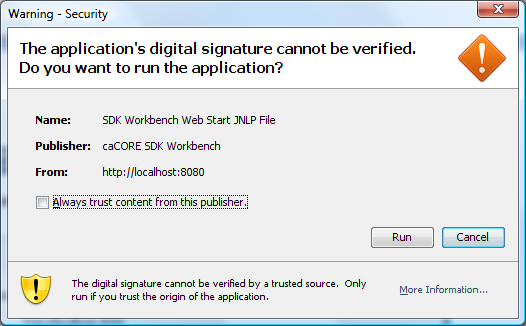 Warning - Security
The application's digital signature cannot be verified.
Do you want to run the application?
Name: SDK Workbench Web Start JNLP File
Publisher: caCORE SDK Workbench
From: http://localhost:8080
Always trust content from this publisher.
Run Cancel
The digital signature cannot be verified by a trusted source. Only
run if you trust the origin of the application.
More Information...